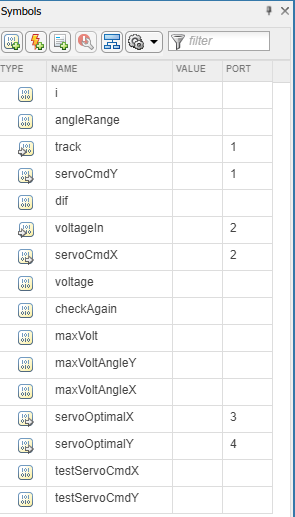 Symbols
filter
TYPE NAME VALUE PORT
i
angleRange
track 1
servoCmdY 1
dif
voltageIn 2
servoCmdX 2
voltage
checkAgain
maxVolt
maxVoltAngleY
maxVoltAngleX
servoOptimalX 3
servoOptimalY 4
testServoCmdX
testServoCmdY